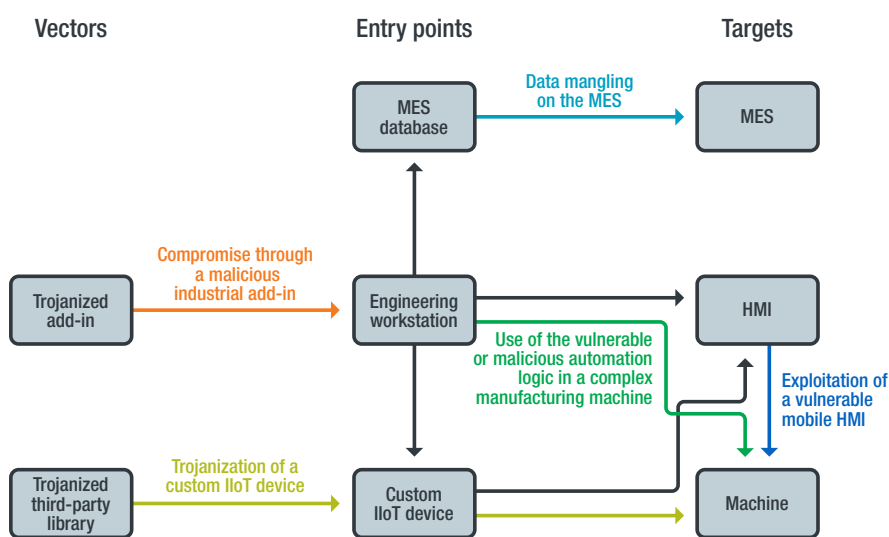 Vectors
Entry points
Targets
MES
database
Data mangling
on the MES
MES
Trojanized
add-in
Compromise through
a malicious
industrial add-in
Engineering
workstation
HMI
Use of the vulnerable
or malicious automation
logic in a complex
manufacturing machine
Exploitation of
a vulnerable
mobile HMI
Trojanized
third-party
library
Trojanization of a
custom IIoT device
Custom
IIoT device
Machine